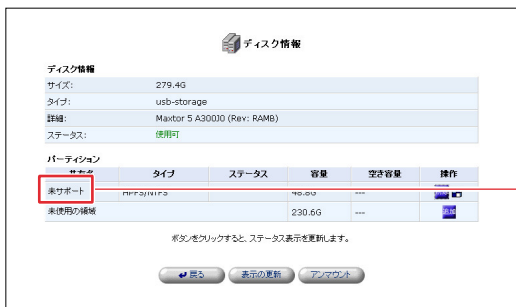 ディスク情報
ディスク情報
サイズ: 279.4G
タイプ: usb-storage
詳細: Maxtor 5 A300J0 (Rev: RAMB)
ステータス: 使用可
パーティション
共有名 タイプ ステータス 容量 空き容量 操作
未サポート HPFS/NTFS 48.8G ---
未使用の領域 230.6G --- 追加
ボタンをクリックすると、ステータス表示を更新します。
戻る 表示の更新 アンマウント